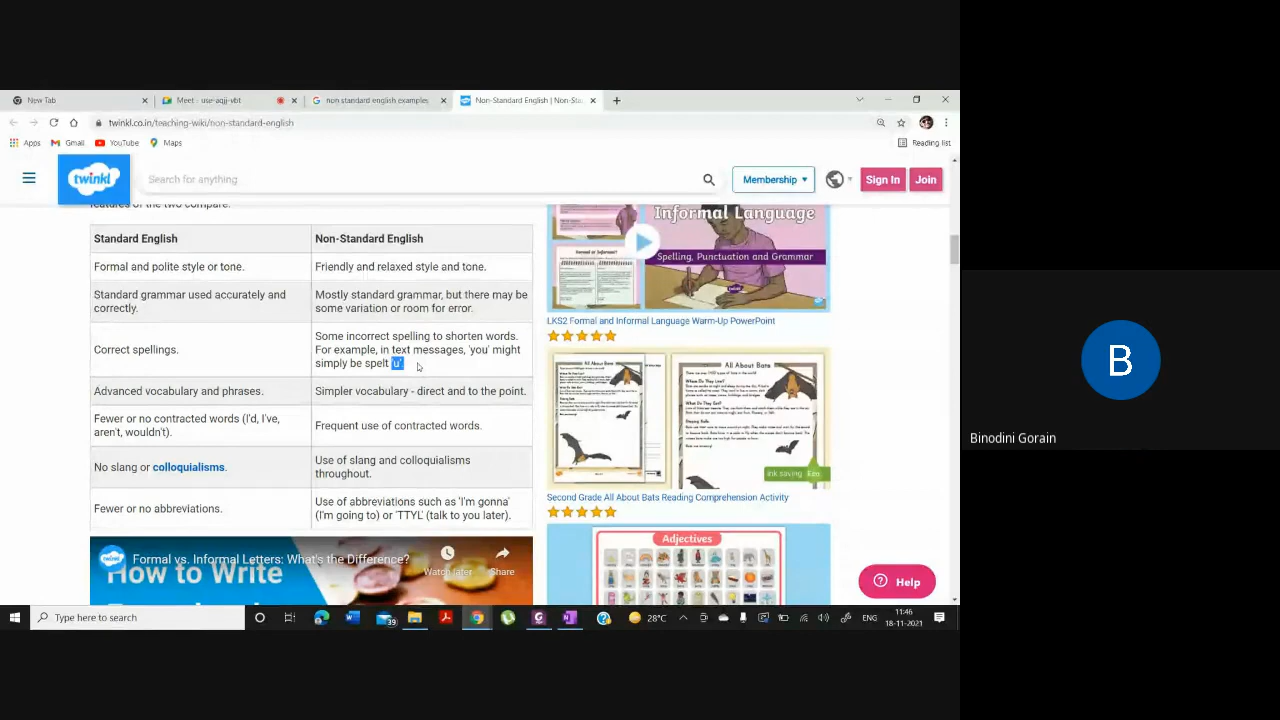 New Tab
Meet - use-aqjj-vbt
non standard english examples
Non-Standard English | Non-Sta
twinkl.co.in/teaching-wiki/non-standard-english
Apps
Gmail
YouTube
Maps
Reading list
twinkl
Search for anything
Membership
Sign In
Join
features of the two compare.
Standard English
Non-Standard English
Formal and polite style or tone.
Friendly and relaxed style and tone.
Standard grammar used accurately and
correctly.
Mostly standard grammar, but there may be
some variation or room for error.
Correct spellings.
Some incorrect spelling to shorten words.
For example, in text messages, 'you' might
simply be spelt 'u'.
Advanced vocabulary and phrases.
Simple vocabulary - direct and to the point.
Fewer or no contracted words (I'd, I've,
aren't, wouldn't).
Frequent use of contracted words.
No slang or colloquialisms.
Use of slang and colloquialisms
throughout.
Fewer or no abbreviations.
Use of abbreviations such as 'I'm gonna'
(I'm going to) or 'TTYL' (talk to you later).
Formal vs. Informal Letters: What's the Difference?
How to Write
Watch later
Share
Informal Language
Spelling, Punctuation and Grammar
LKS2 Formal and Informal Language Warm-Up PowerPoint
All About Bats
All About Bats
ink saving Eco
Second Grade All About Bats Reading Comprehension Activity
Adjectives
Help
Type here to search
39
28°C
ENG
11:46
18-11-2021
B
Binodini Gorain